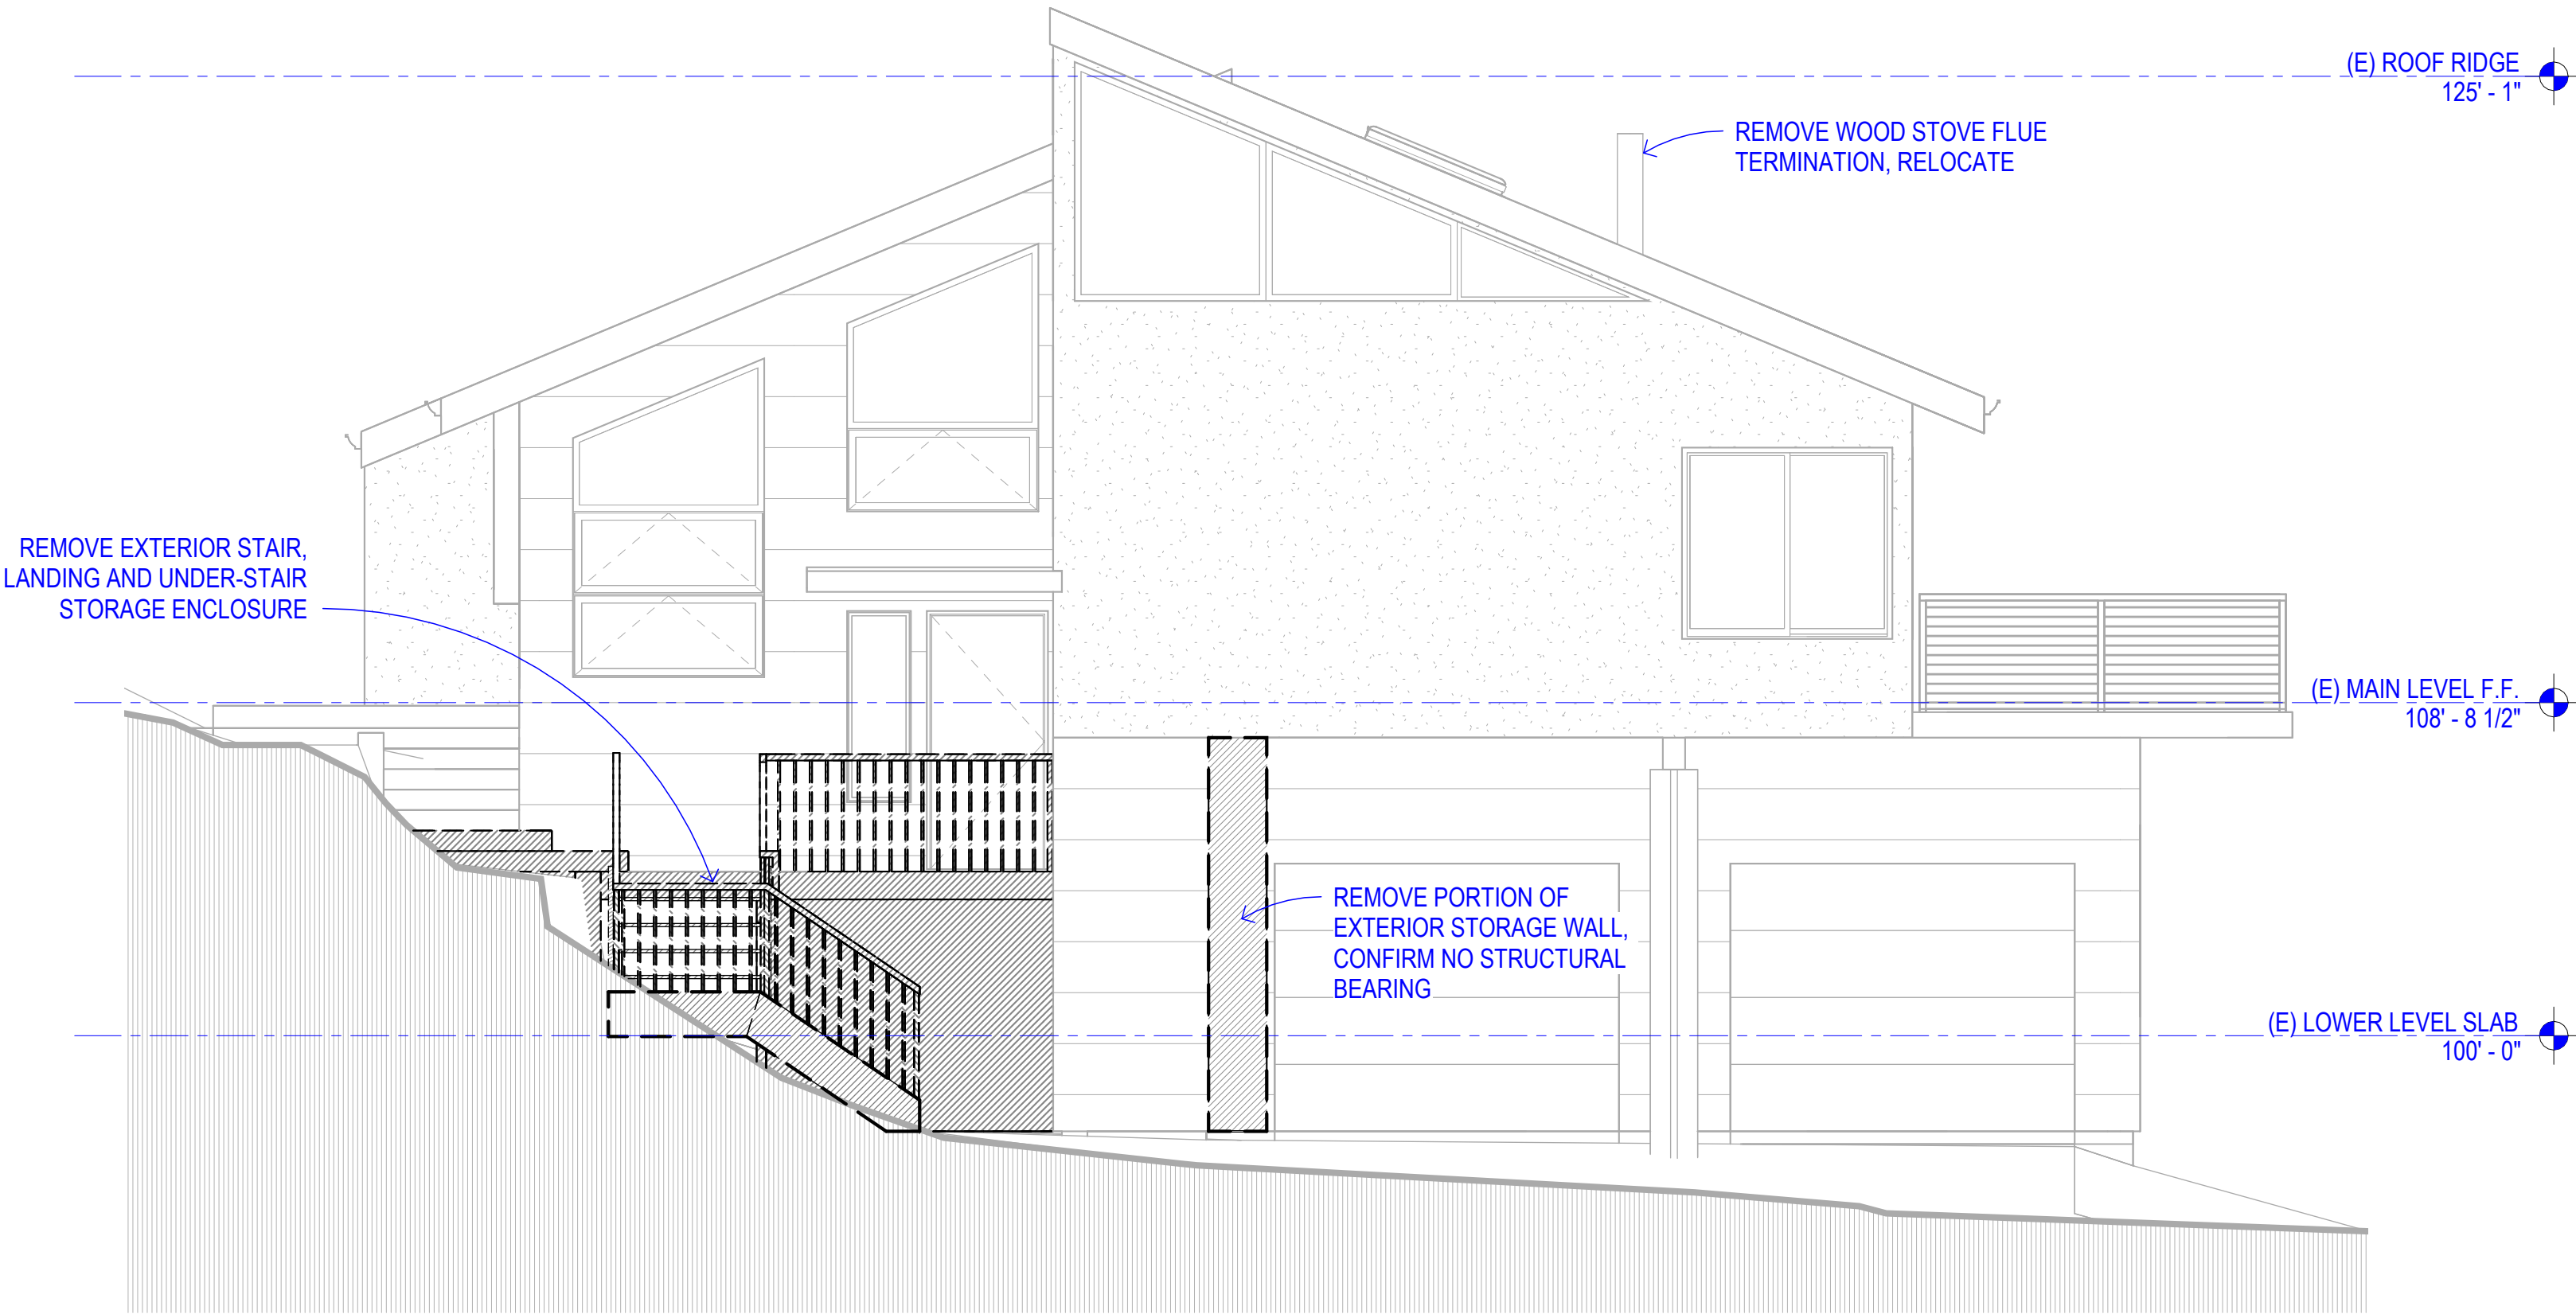 (E) ROOF RIDGE
125' - 1"
REMOVE WOOD STOVE FLUE
TERMINATION, RELOCATE
REMOVE EXTERIOR STAIR,
LANDING AND UNDER-STAIR
STORAGE ENCLOSURE
(E) MAIN LEVEL F.F.
108' - 8 1/2"
REMOVE PORTION OF
EXTERIOR STORAGE WALL,
CONFIRM NO STRUCTURAL
BEARING
(E) LOWER LEVEL SLAB
100' - 0"